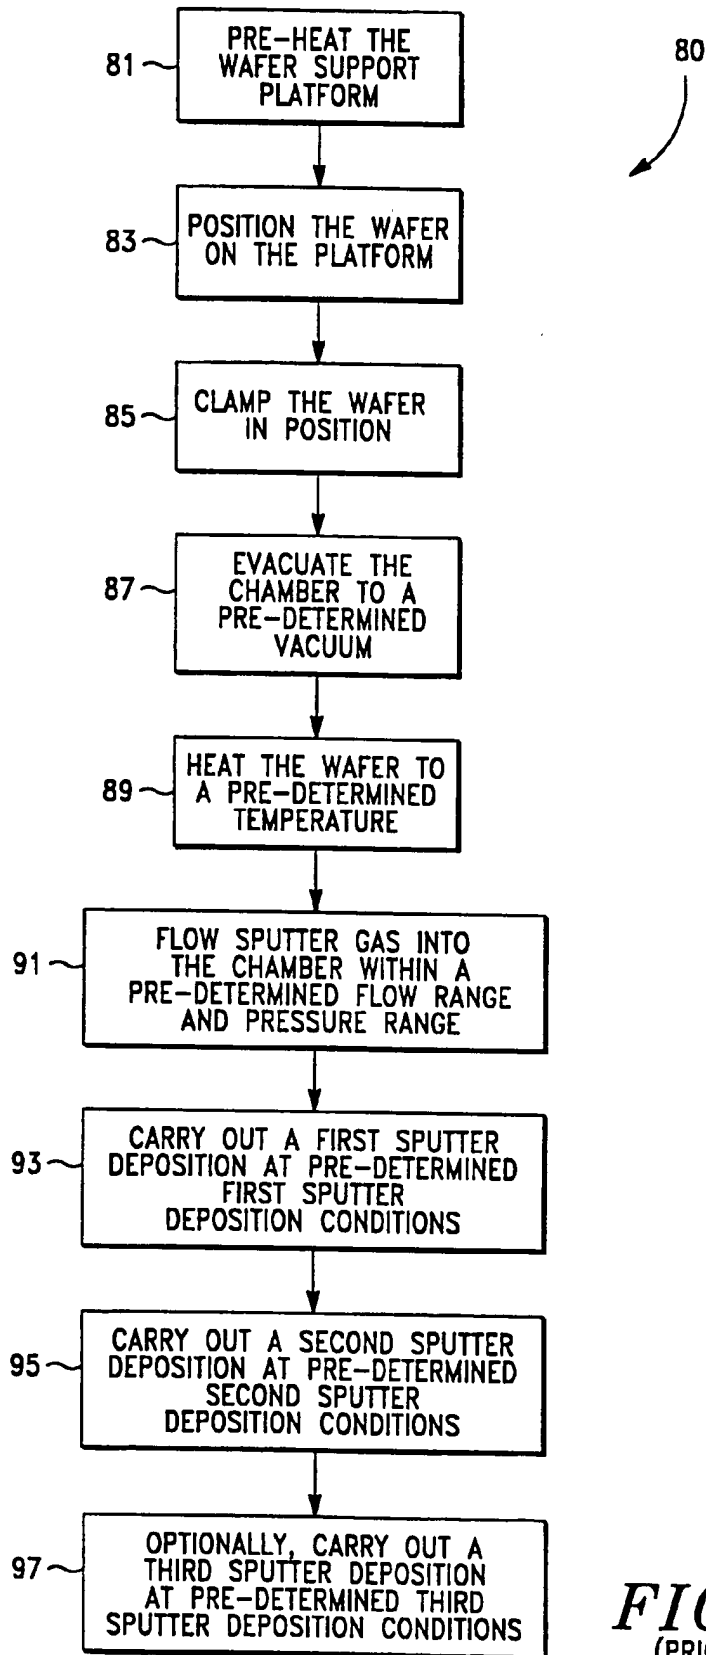 80
81
PRE-HEAT THE
WAFER SUPPORT
PLATFORM
83
POSITION THE WAFER
ON THE PLATFORM
85
CLAMP THE WAFER
IN POSITION
87
EVACUATE THE
CHAMBER TO A
PRE-DETERMINED
VACUUM
89
HEAT THE WAFER TO
A PRE-DETERMINED
TEMPERATURE
91
FLOW SPUTTER GAS INTO
THE CHAMBER WITHIN A
PRE-DETERMINED FLOW RANGE
AND PRESSURE RANGE
93
CARRY OUT A FIRST SPUTTER
DEPOSITION AT PRE-DETERMINED
FIRST SPUTTER
DEPOSITION CONDITIONS
95
CARRY OUT A SECOND SPUTTER
DEPOSITION AT PRE-DETERMINED
SECOND SPUTTER
DEPOSITION CONDITIONS
97
OPTIONALLY, CARRY OUT A
THIRD SPUTTER DEPOSITION
AT PRE-DETERMINED THIRD
SPUTTER DEPOSITION CONDITIONS